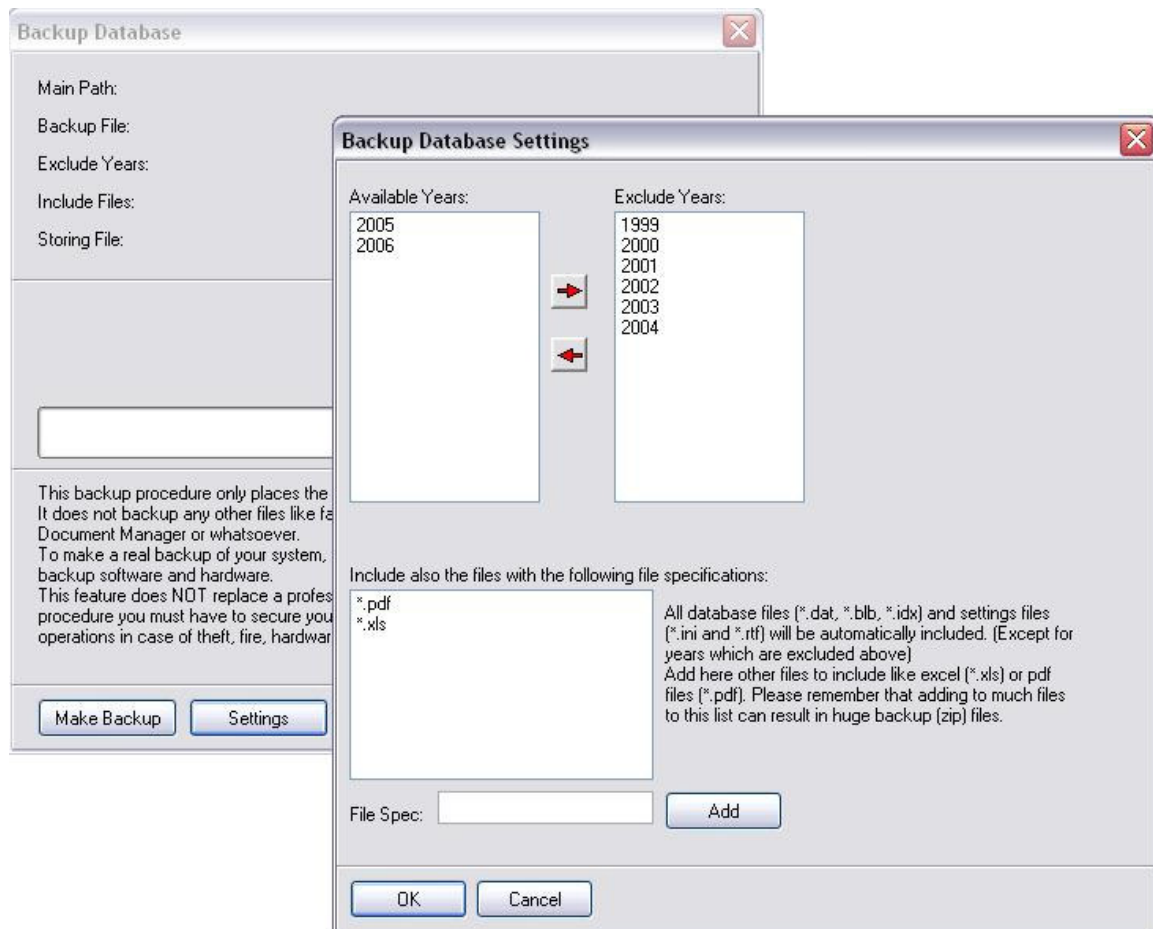 Backup Database
Main Path:
Backup File:
Exclude Years:
Include Files:
Storing File:
This backup procedure only places the
It does not backup any other files like fa
Document Manager or whatsoever.
To make a real backup of your system,
backup software and hardware.
This feature does NOT replace a profes
procedure you must have to secure you
operations in case of theft, fire, hardwar
Make Backup
Settings
Backup Database Settings
Available Years:
2005
2006
Exclude Years:
1999
2000
2001
2002
2003
2004
Include also the files with the following file specifications:
*.pdf
*.xls
All database files (*.dat, *.blb, *.idx) and settings files
(*.ini and *.rtf) will be automatically included. (Except for
years which are excluded above)
Add here other files to include like excel (*.xls) or pdf
files (*.pdf). Please remember that adding to much files
to this list can result in huge backup (zip) files.
File Spec:
Add
OK
Cancel